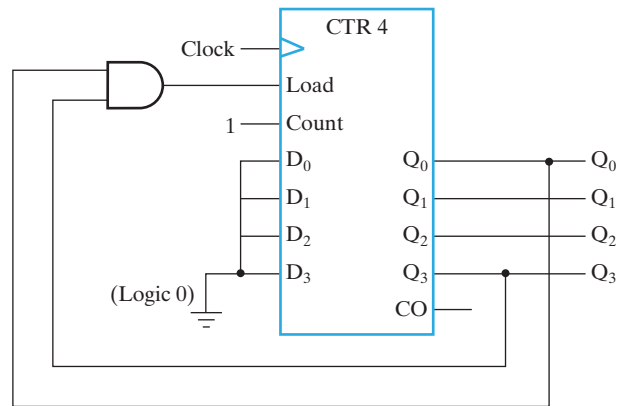 CTR 4
Clock
Load
1 Count
D₀ Q₀ Q₀
D₁ Q₁ Q₁
D₂ Q₂ Q₂
D₃ Q₃ Q₃
(Logic 0)
CO